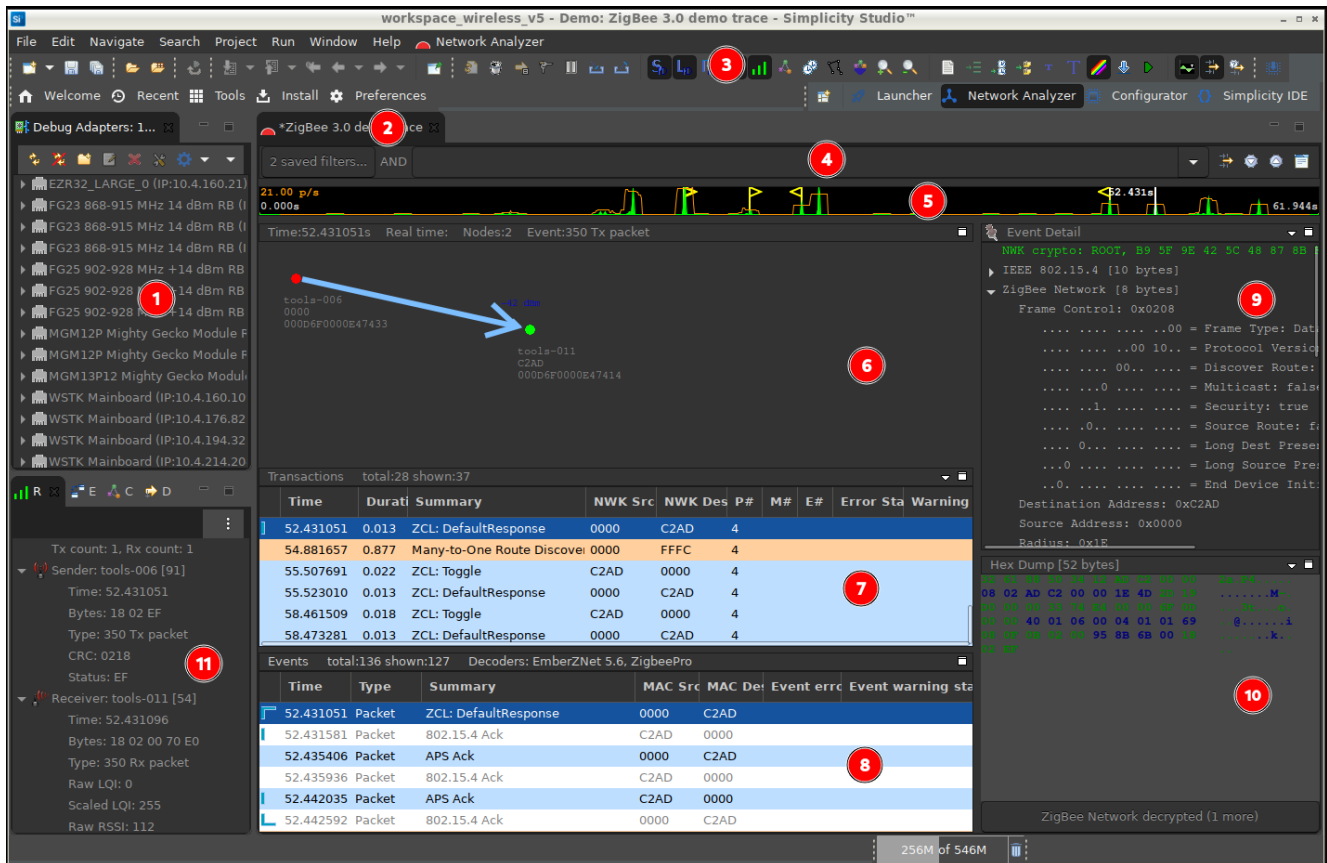 Si workspace_wireless_v5 - Demo: ZigBee 3.0 demo trace - Simplicity Studio™
File Edit Navigate Search Project Run Window Help Network Analyzer
3
Welcome Recent Tools Install Preferences Launcher Network Analyzer Configurator Simplicity IDE
Debug Adapters: 1...
EZR32_LARGE_0 (IP:10.4.160.21)
FG23 868-915 MHz 14 dBm RB (I
FG23 868-915 MHz 14 dBm RB (I
FG23 868-915 MHz 14 dBm RB (I
FG25 902-928 MHz +14 dBm RB
FG25 902-928 +14 dBm RB
FG25 902-928 MHz +14 dBm RB
1
MGM12P Mighty Gecko Module F
MGM12P Mighty Gecko Module F
MGM13P12 Mighty Gecko Modul
WSTK Mainboard (IP:10.4.160.10
WSTK Mainboard (IP:10.4.176.82
WSTK Mainboard (IP:10.4.194.32
WSTK Mainboard (IP:10.4.214.20
R E C D
Tx count: 1, Rx count: 1
Sender: tools-006 [91]
Time: 52.431051
Bytes: 18 02 EF
Type: 350 Tx packet
CRC: 0218
Status: EF
11
Receiver: tools-011 [54]
Time: 52.431096
Bytes: 18 02 00 70 E0
Type: 350 Rx packet
Raw LQI: 0
Scaled LQI: 255
Raw RSSI: 112
*ZigBee 3.0 trace
2
2 saved filters... AND
4
21.00 p/s 52.431s
0.000s 61.944s
5
Time:52.431051s Real time: Nodes:2 Event:350 Tx packet
tools-006
0000
000D6F0000E47433
-42 dBm
tools-011
C2AD
000D6F0000E47414
6
Transactions total:28 shown:37
Time Durati Summary NWK Src NWK Des P# M# E# Error Sta Warning
52.431051 0.013 ZCL: DefaultResponse 0000 C2AD 4
54.881657 0.877 Many-to-One Route Discover 0000 FFFC 4
55.507691 0.022 ZCL: Toggle C2AD 0000 4
55.523010 0.013 ZCL: DefaultResponse 0000 C2AD 4
58.461509 0.018 ZCL: Toggle C2AD 0000 4
58.473281 0.013 ZCL: DefaultResponse 0000 C2AD 4
7
Events total:136 shown:127 Decoders: EmberZNet 5.6, ZigbeePro
Time Type Summary MAC Src MAC Des Event erro Event warning sta
52.431051 Packet ZCL: DefaultResponse 0000 C2AD
52.431581 Packet 802.15.4 Ack C2AD 0000
52.435406 Packet APS Ack 0000 C2AD
52.435936 Packet 802.15.4 Ack C2AD 0000
52.442035 Packet APS Ack C2AD 0000
52.442592 Packet 802.15.4 Ack 0000 C2AD
8
Event Detail
NWK crypto: ROOT, B9 5F 9E 42 5C 48 87 8B
IEEE 802.15.4 [10 bytes]
ZigBee Network [8 bytes]
9
Frame Control: 0x0208
.... .... .... ..00 = Frame Type: Dat
.... .... ..00 10.. = Protocol Versio
.... .... 00.. .... = Discover Route:
.... ...0 .... .... = Multicast: fals
.... ..1. .... .... = Security: true
.... .0.. .... .... = Source Route: fa
.... 0... .... .... = Long Dest Prese
...0 .... .... .... = Long Source Pre
..0. .... .... .... = End Device Init
Destination Address: 0xC2AD
Source Address: 0x0000
Radius: 0x1E
Hex Dump [52 bytes]
08 02 AD C2 00 00 1E 4D .......M
40 01 06 00 04 01 01 69 @......i
95 8B 6B 00 ..k.
10
ZigBee Network decrypted (1 more)
256M of 546M